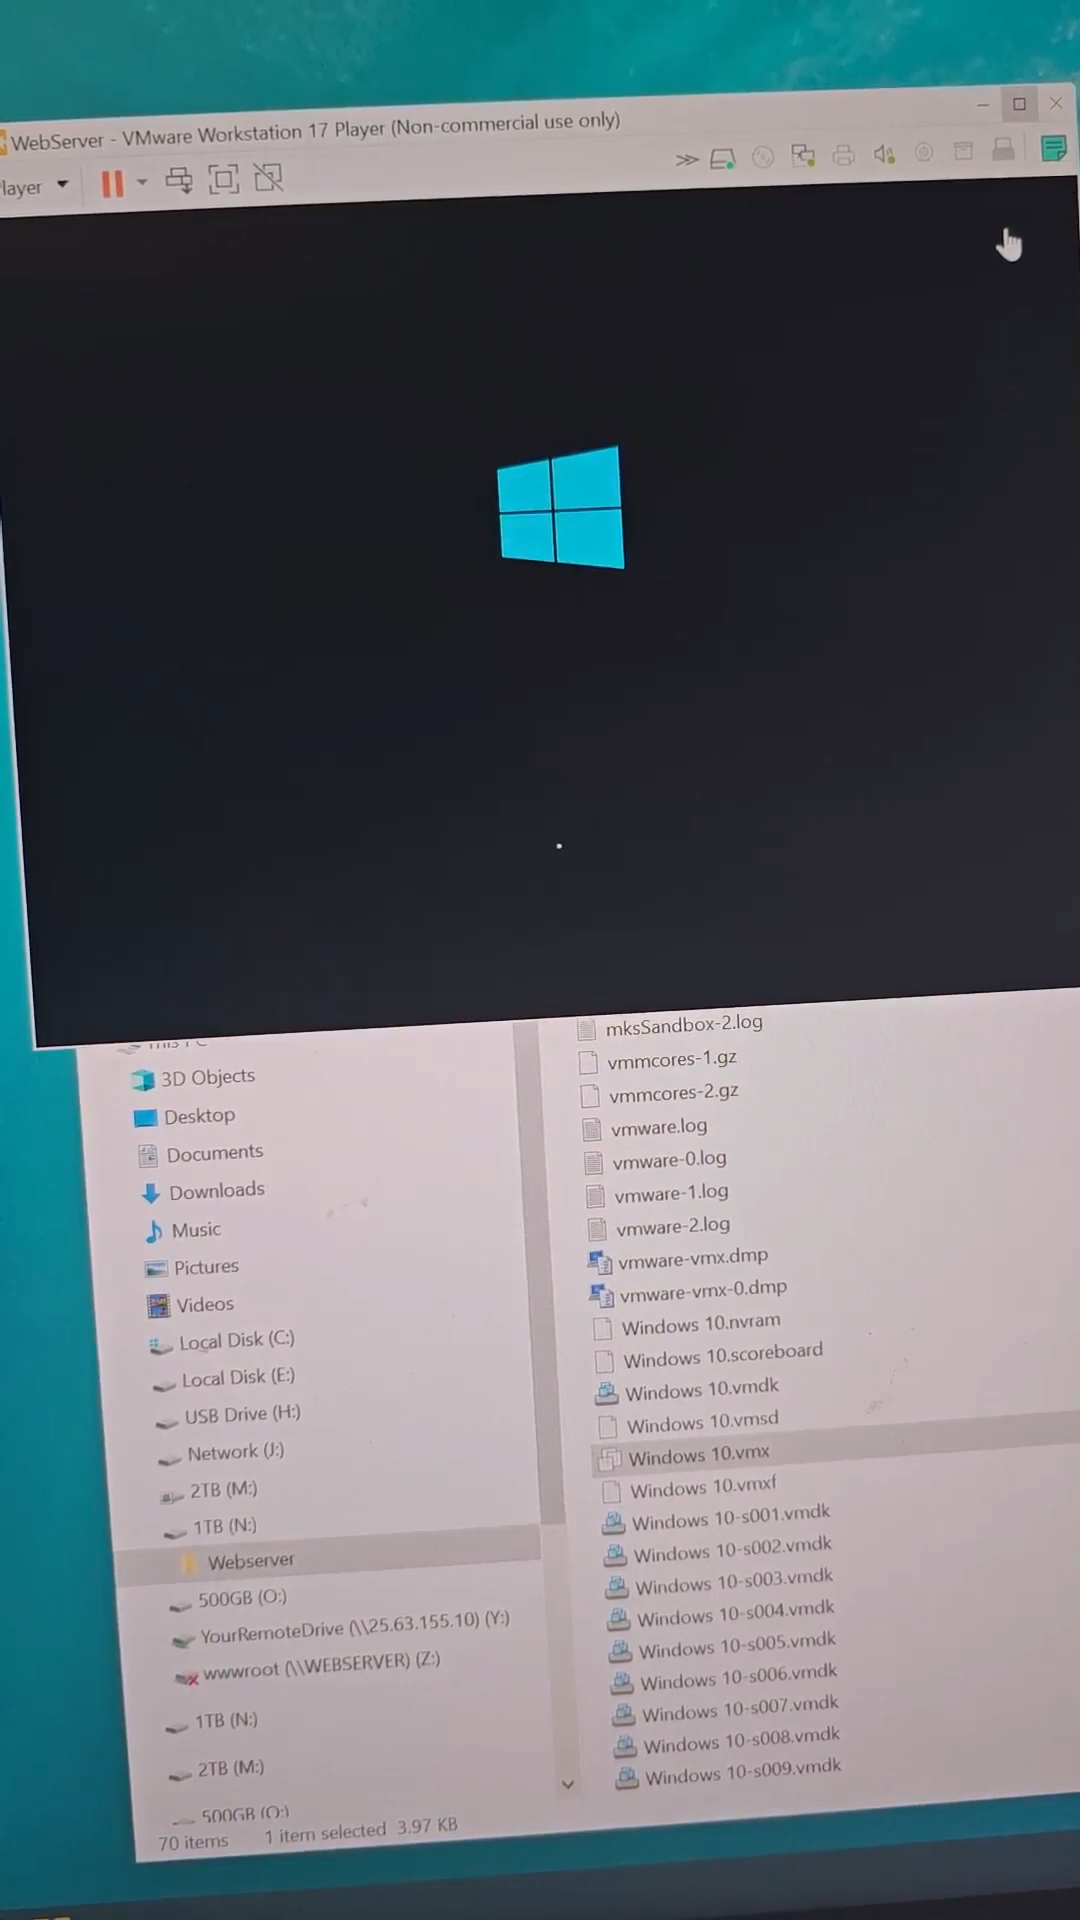 WebServer - VMware Workstation 17 Player (Non-commercial use only)
layer
3D Objects
Desktop
Documents
Downloads
Music
Pictures
Videos
Local Disk (C:)
Local Disk (E:)
USB Drive (H:)
Network (J:)
2TB (M:)
1TB (N:)
Webserver
500GB (O:)
YourRemoteDrive (\\25.63.155.10) (Y:)
wwwroot (\\WEBSERVER) (Z:)
1TB (N:)
2TB (M:)
500GB (O:)
mksSandbox-2.log
vmmcores-1.gz
vmmcores-2.gz
vmware.log
vmware-0.log
vmware-1.log
vmware-2.log
vmware-vmx.dmp
vmware-vmx-0.dmp
Windows 10.nvram
Windows 10.scoreboard
Windows 10.vmdk
Windows 10.vmsd
Windows 10.vmx
Windows 10.vmxf
Windows 10-s001.vmdk
Windows 10-s002.vmdk
Windows 10-s003.vmdk
Windows 10-s004.vmdk
Windows 10-s005.vmdk
Windows 10-s006.vmdk
Windows 10-s007.vmdk
Windows 10-s008.vmdk
Windows 10-s009.vmdk
70 items 1 item selected 3.97 KB